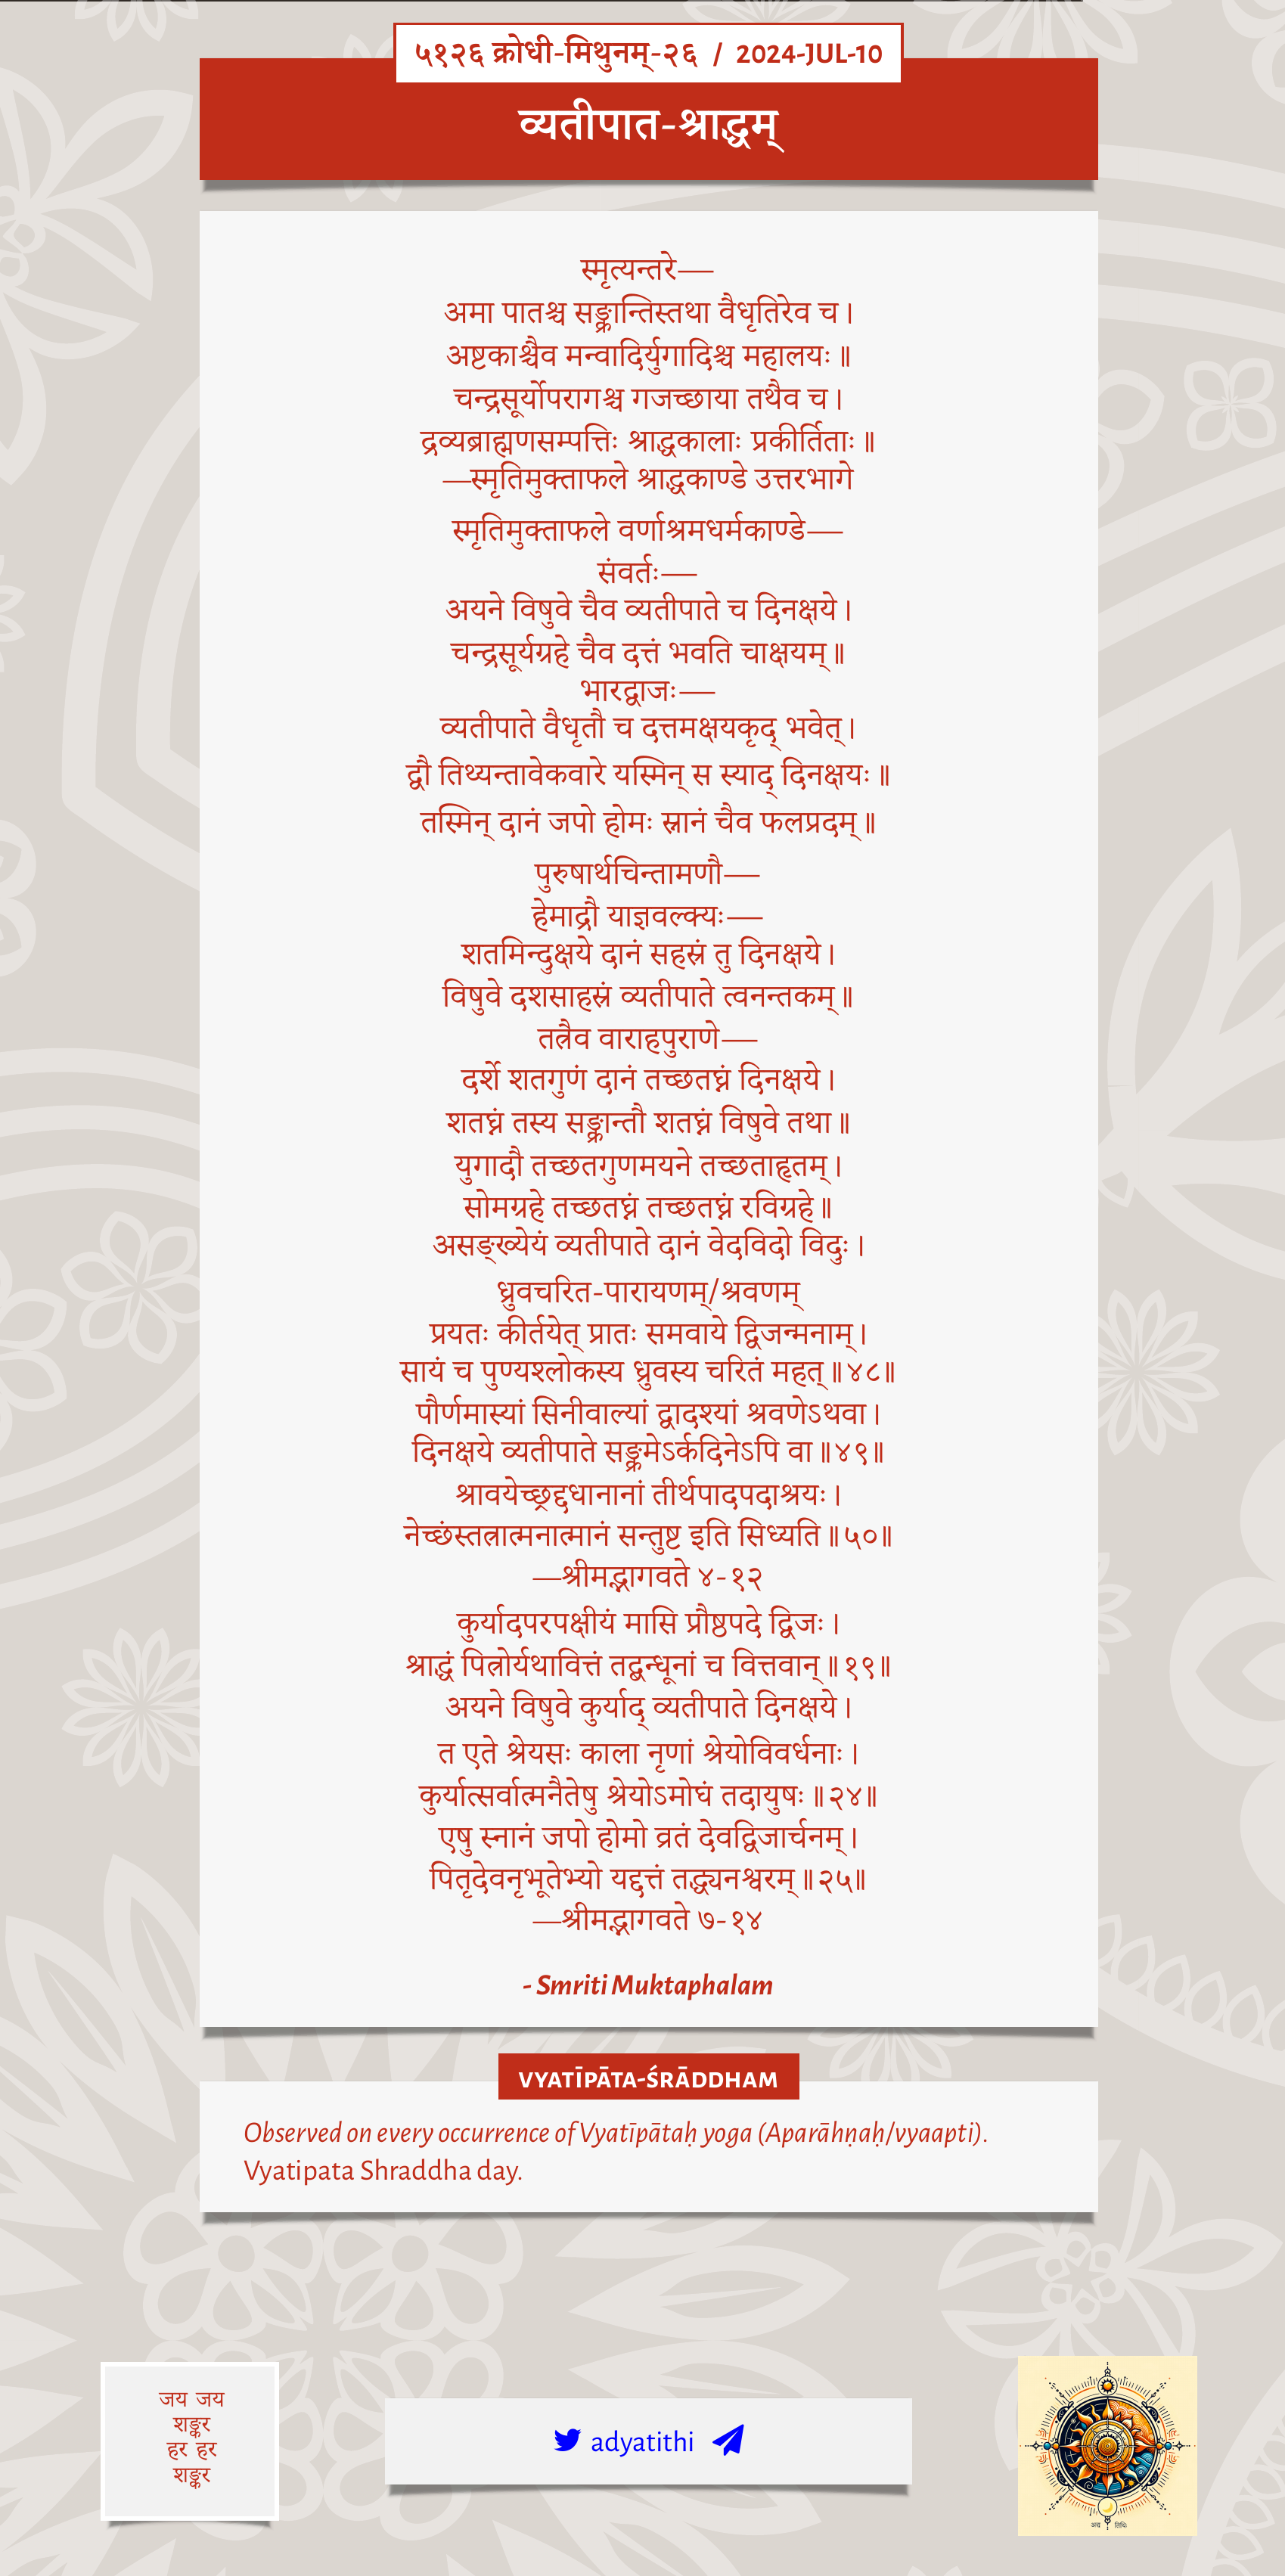 ५१२६ क्रोधी-मिथुनम्-२६ / 2024-JUL-10
व्यतीपात-श्राद्धम्
स्मृत्यन्तरे—
अमा पातश्च सङ्क्रान्तिस्तथा वैधृतिरेव च।
अष्टकाश्चैव मन्वादिर्युगादिश्च महालयः॥
चन्द्रसूर्योपरागश्च गजच्छाया तथैव च।
द्रव्यब्राह्मणसम्पत्तिः श्राद्धकालाः प्रकीर्तिताः॥
—स्मृतिमुक्ताफले श्राद्धकाण्डे उत्तरभागे
स्मृतिमुक्ताफले वर्णाश्रमधर्मकाण्डे—
संवर्तः—
अयने विषुवे चैव व्यतीपाते च दिनक्षये।
चन्द्रसूर्यग्रहे चैव दत्तं भवति चाक्षयम्॥
भारद्वाजः—
व्यतीपाते वैधृतौ च दत्तमक्षयकृद् भवेत्।
द्वौ तिथ्यन्तावेकवारे यस्मिन् स स्याद् दिनक्षयः॥
तस्मिन् दानं जपो होमः स्नानं चैव फलप्रदम्॥
पुरुषार्थचिन्तामणौ—
हेमाद्रौ याज्ञवल्क्यः—
शतमिन्दुक्षये दानं सहस्रं तु दिनक्षये।
विषुवे दशसाहस्रं व्यतीपाते त्वनन्तकम्॥
तत्रैव वाराहपुराणे—
दर्शे शतगुणं दानं तच्छतघ्नं दिनक्षये।
शतघ्नं तस्य सङ्क्रान्तौ शतघ्नं विषुवे तथा॥
युगादौ तच्छतगुणमयने तच्छताहृतम्।
सोमग्रहे तच्छतघ्नं तच्छतघ्नं रविग्रहे॥
असङ्ख्येयं व्यतीपाते दानं वेदविदो विदुः।
ध्रुवचरित-पारायणम्/श्रवणम्
प्रयतः कीर्तयेत् प्रातः समवाये द्विजन्मनाम्।
सायं च पुण्यश्लोकस्य ध्रुवस्य चरितं महत्॥४८॥
पौर्णमास्यां सिनीवाल्यां द्वादश्यां श्रवणेऽथवा।
दिनक्षये व्यतीपाते सङ्क्रमेऽर्कदिनेऽपि वा॥४९॥
श्रावयेच्छ्रद्दधानानां तीर्थपादपदाश्रयः।
नेच्छंस्तत्रात्मनात्मानं सन्तुष्ट इति सिध्यति॥५०॥
—श्रीमद्भागवते ४-१२
कुर्यादपरपक्षीयं मासि प्रौष्ठपदे द्विजः।
श्राद्धं पित्रोर्यथावित्तं तद्बन्धूनां च वित्तवान्॥१९॥
अयने विषुवे कुर्याद् व्यतीपाते दिनक्षये।
त एते श्रेयसः काला नृणां श्रेयोविवर्धनाः।
कुर्यात्सर्वात्मनैतेषु श्रेयोऽमोघं तदायुषः॥२४॥
एषु स्नानं जपो होमो व्रतं देवद्विजार्चनम्।
पितृदेवनृभूतेभ्यो यद्दत्तं तद्ध्यनश्वरम्॥२५॥
—श्रीमद्भागवते ७-१४
- Smriti Muktaphalam
VYATĪPĀTA-ŚRĀDDHAM
Observed on every occurrence of Vyatīpātaḥ yoga (Aparāhṇaḥ/vyaapti).
Vyatipata Shraddha day.
जय जय
शङ्कर
हर हर
शङ्कर
adyatithi
अद्य तिथिः